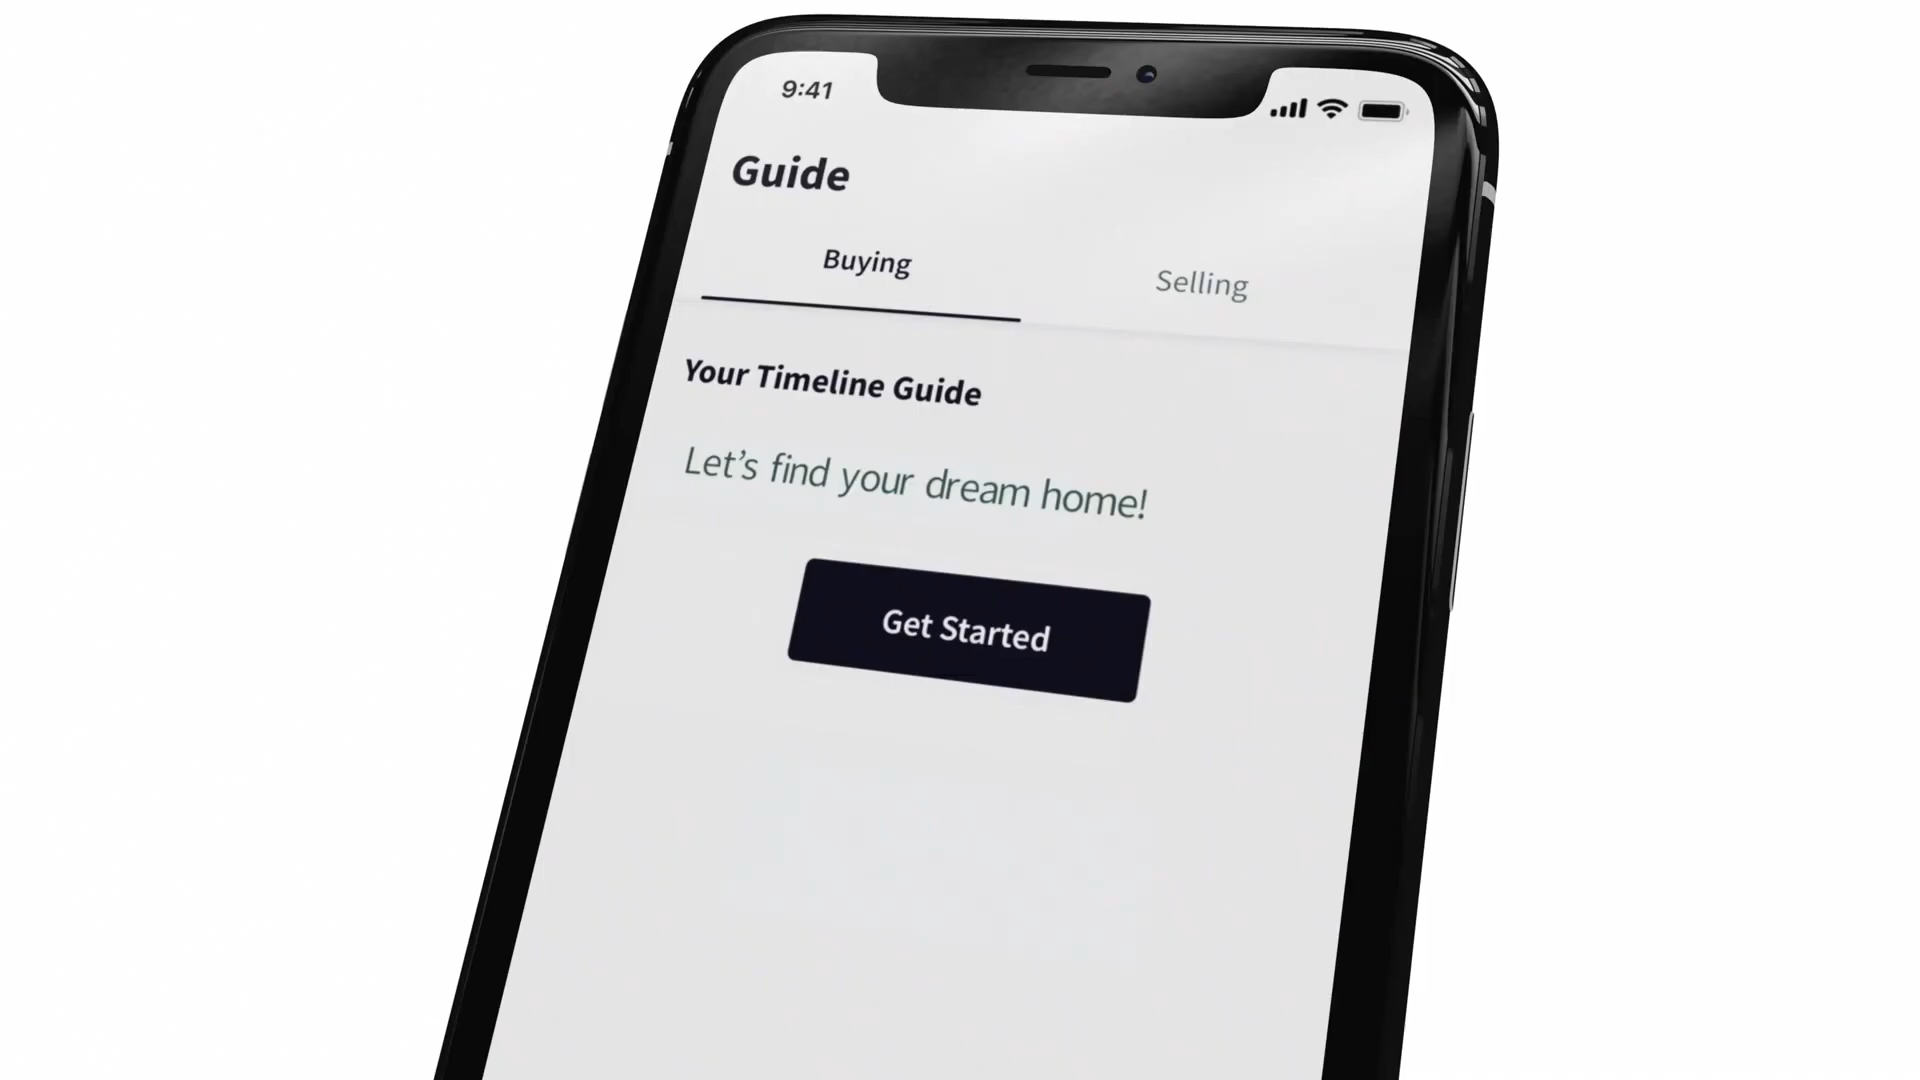 9:41
Guide
Buying
Selling
Your Timeline Guide
Let's find your dream home!
Get Started